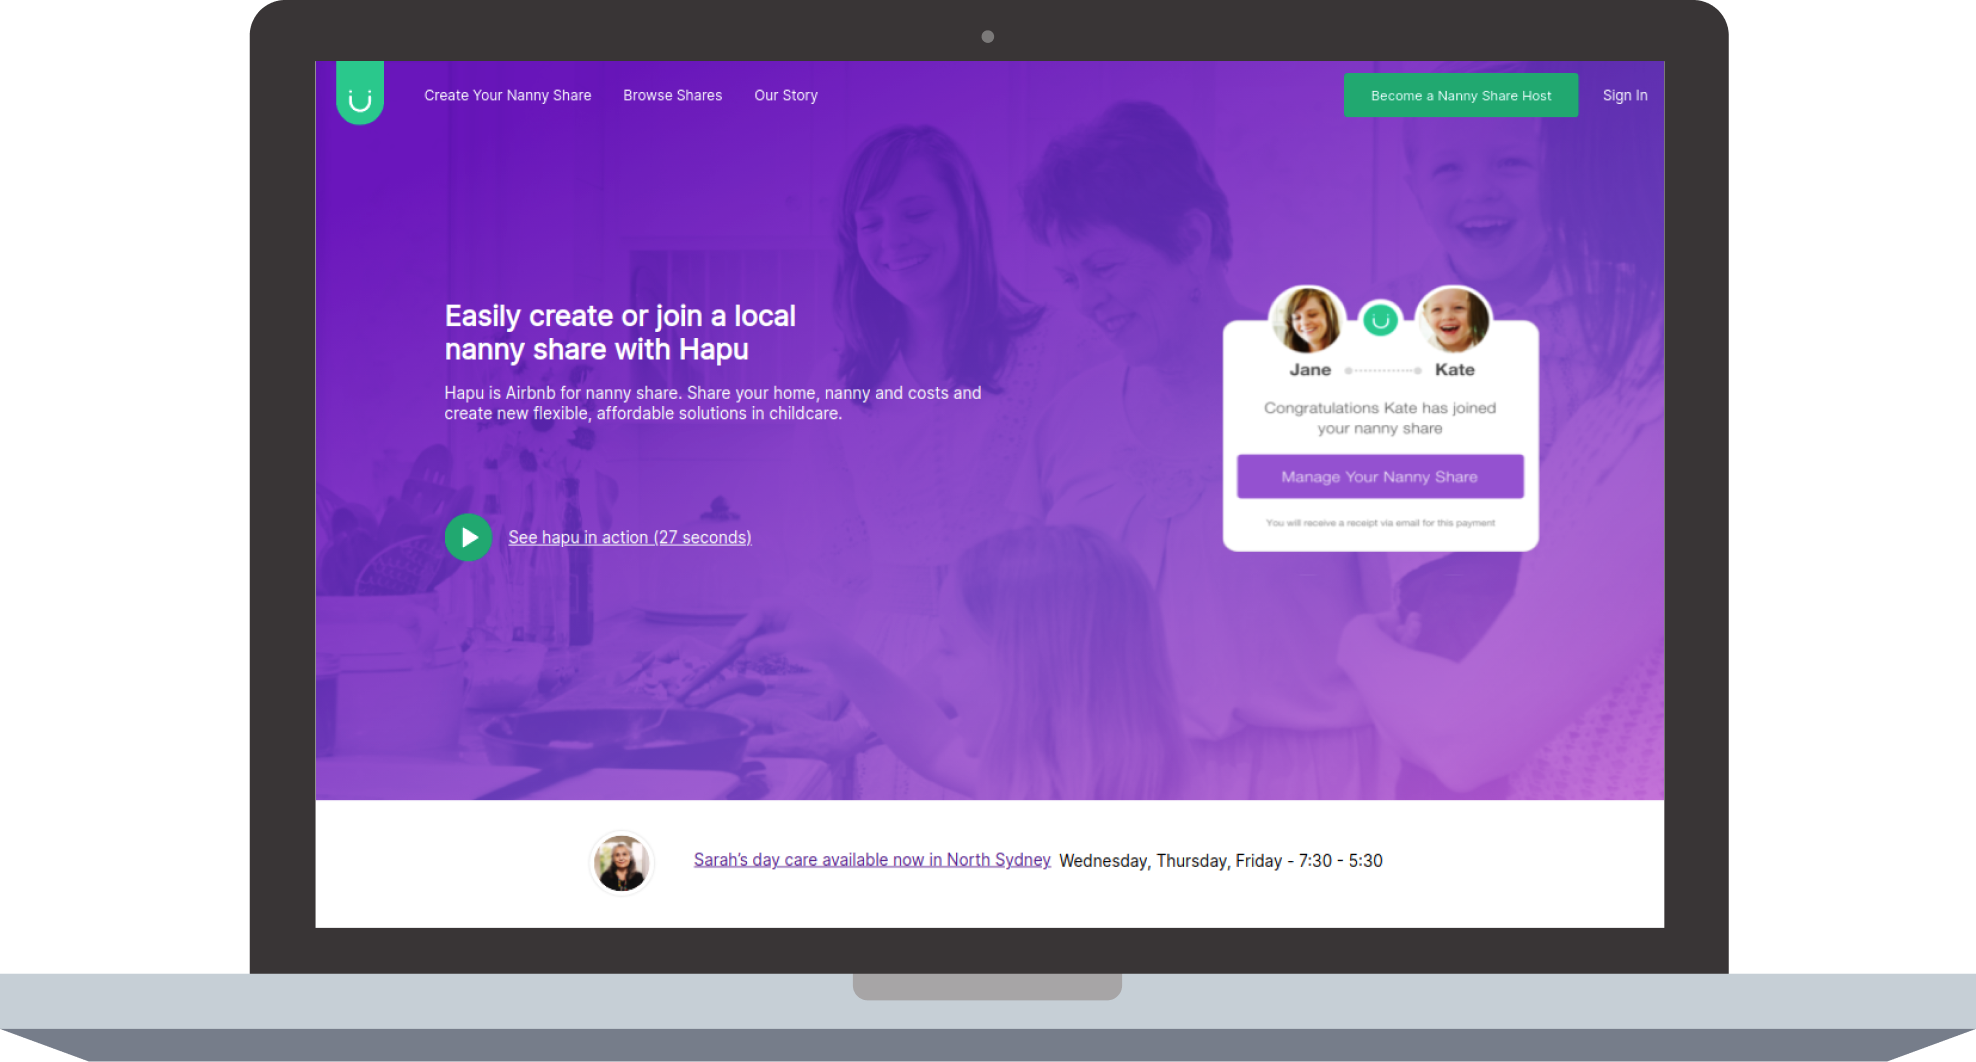 Create Your Nanny Share
Browse Shares
Our Story
Become a Nanny Share Host
Sign In
Easily create or join a local
nanny share with Hapu
Hapu is Airbnb for nanny share. Share your home, nanny and costs and
create new flexible, affordable solutions in childcare.
See hapu in action (27 seconds)
Jane
Kate
Congratulations Kate has joined
your nanny share
Manage Your Nanny Share
You will receive a receipt via email for this payment
Sarah's day care available now in North Sydney Wednesday, Thursday, Friday - 7:30 - 5:30